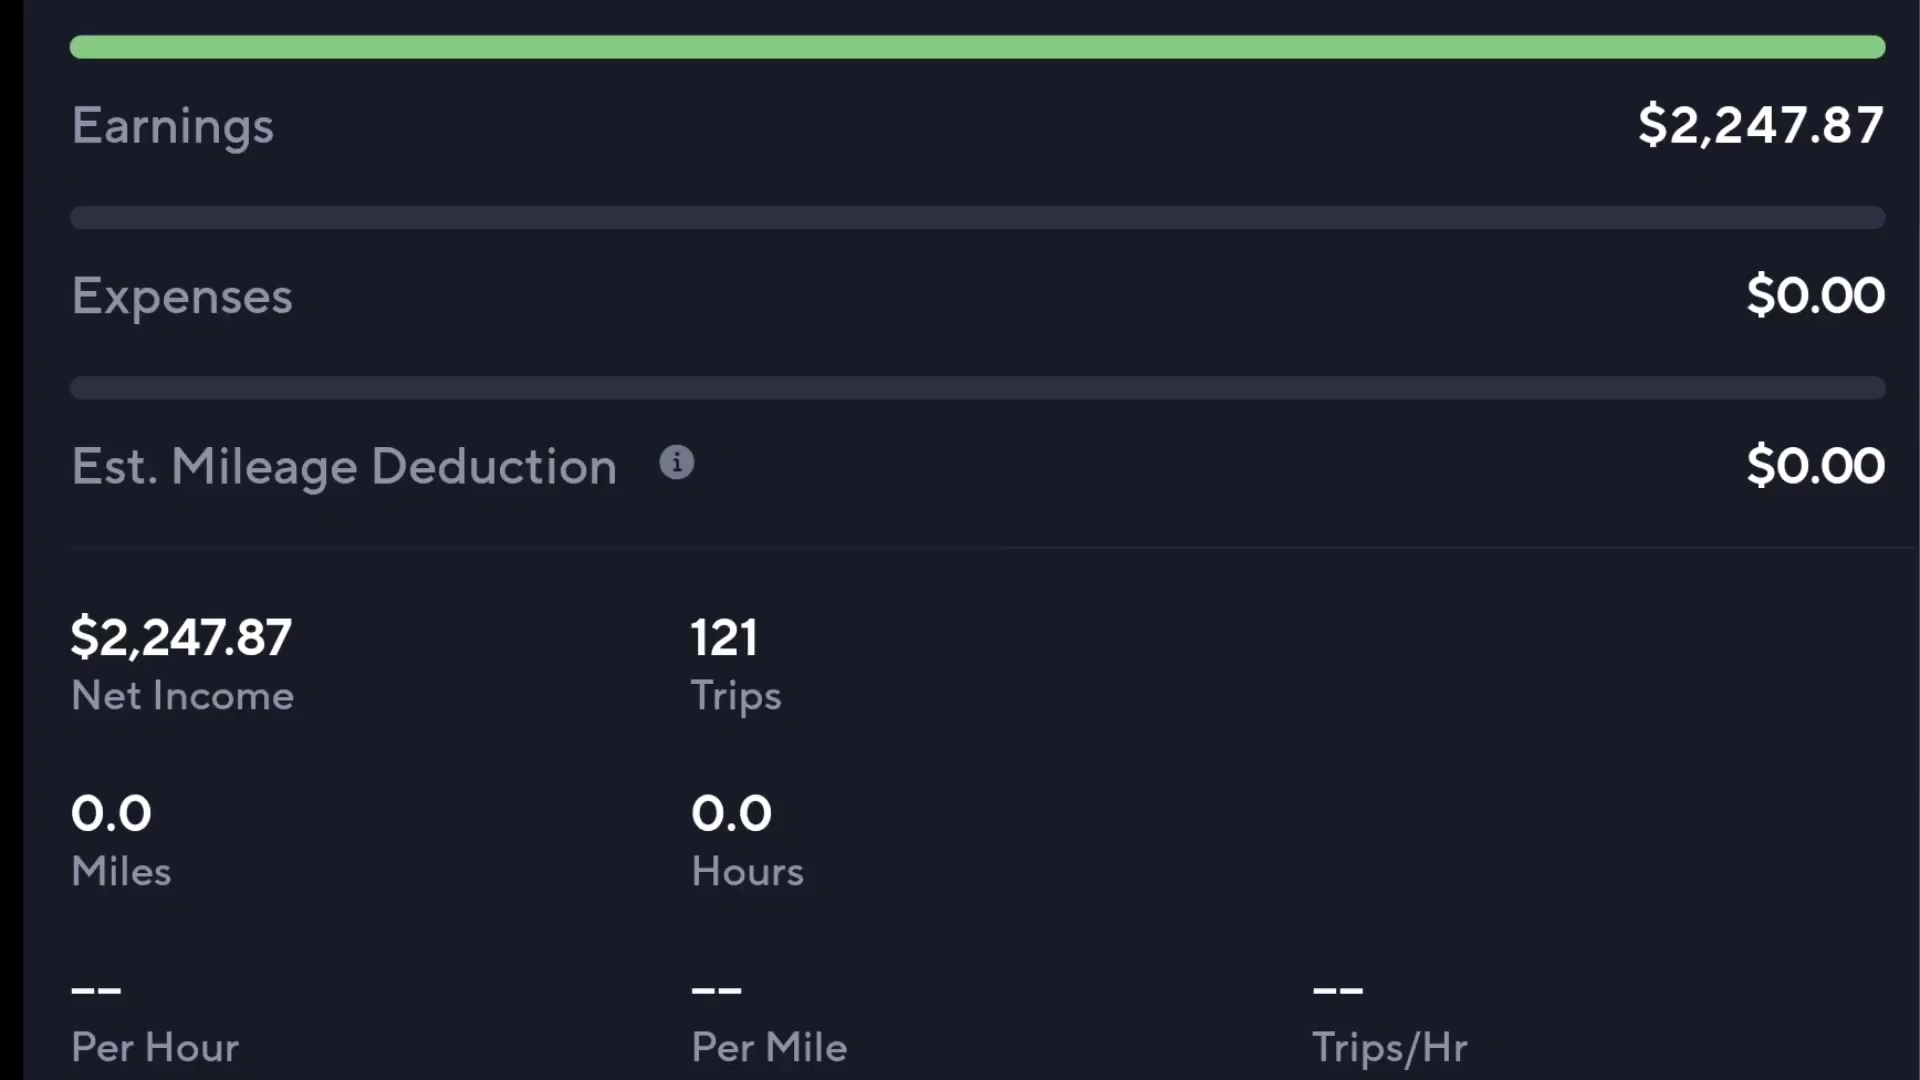 Earnings $2,247.87
Expenses $0.00
Est. Mileage Deduction i $0.00
$2,247.87 121
Net Income Trips
0.0 0.0
Miles Hours
-- -- --
Per Hour Per Mile Trips/Hr